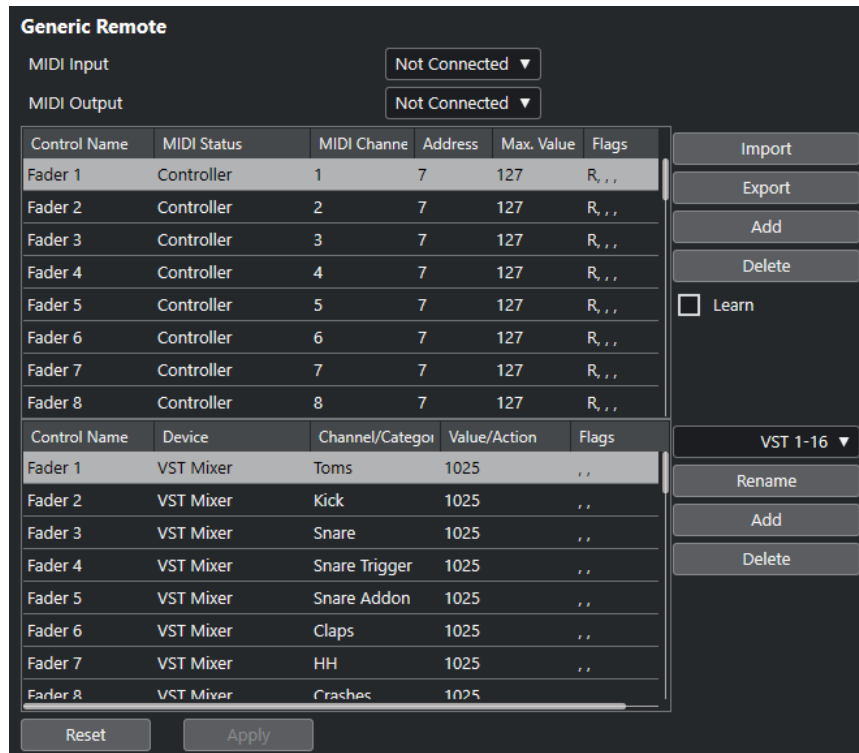 Generic Remote
MIDI Input Not Connected ▼
MIDI Output Not Connected ▼
Control Name MIDI Status MIDI Channe Address Max. Value Flags
Fader 1 Controller 1 7 127 R, , ,
Fader 2 Controller 2 7 127 R, , ,
Fader 3 Controller 3 7 127 R, , ,
Fader 4 Controller 4 7 127 R, , ,
Fader 5 Controller 5 7 127 R, , ,
Fader 6 Controller 6 7 127 R, , ,
Fader 7 Controller 7 7 127 R, , ,
Fader 8 Controller 8 7 127 R, , ,
Import
Export
Add
Delete
Learn
Control Name Device Channel/Categor Value/Action Flags
Fader 1 VST Mixer Toms 1025 , ,
Fader 2 VST Mixer Kick 1025 , ,
Fader 3 VST Mixer Snare 1025 , ,
Fader 4 VST Mixer Snare Trigger 1025 , ,
Fader 5 VST Mixer Snare Addon 1025 , ,
Fader 6 VST Mixer Claps 1025 , ,
Fader 7 VST Mixer HH 1025 , ,
Fader 8 VST Mixer Crashes 1025
VST 1-16 ▼
Rename
Add
Delete
Reset Apply